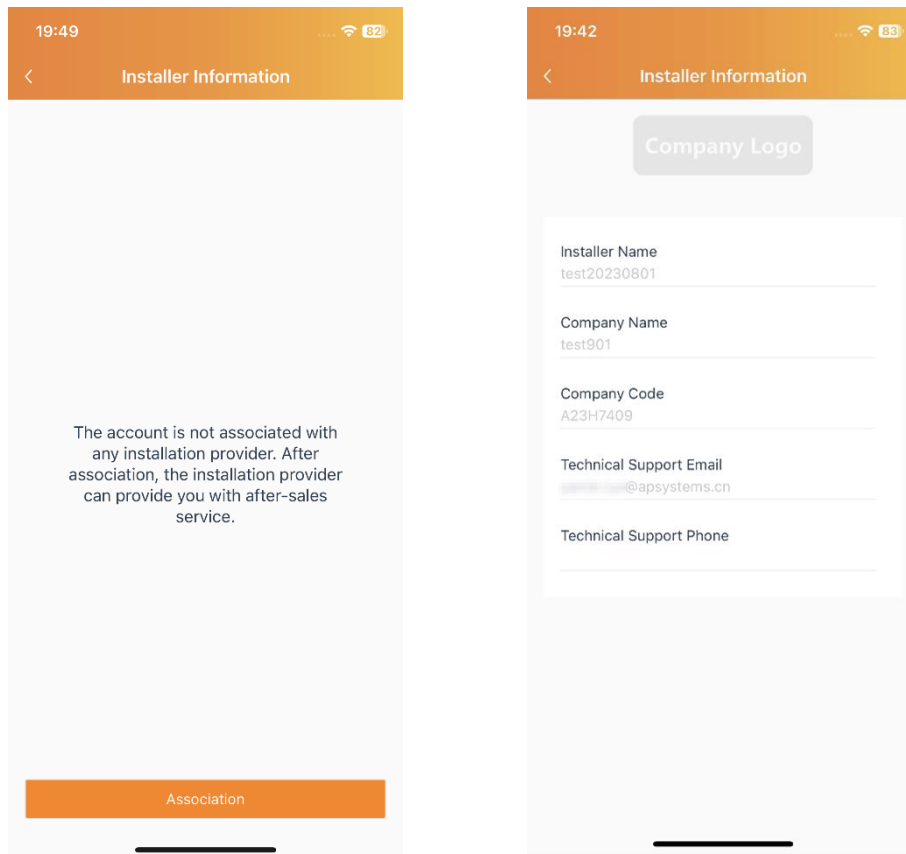 19:49
82
Installer Information
The account is not associated with
any installation provider. After
association, the installation provider
can provide you with after-sales
service.
Association
19:42
83
Installer Information
Company Logo
Installer Name
test20230801
Company Name
test901
Company Code
A23H7409
Technical Support Email
@apsystems.cn
Technical Support Phone